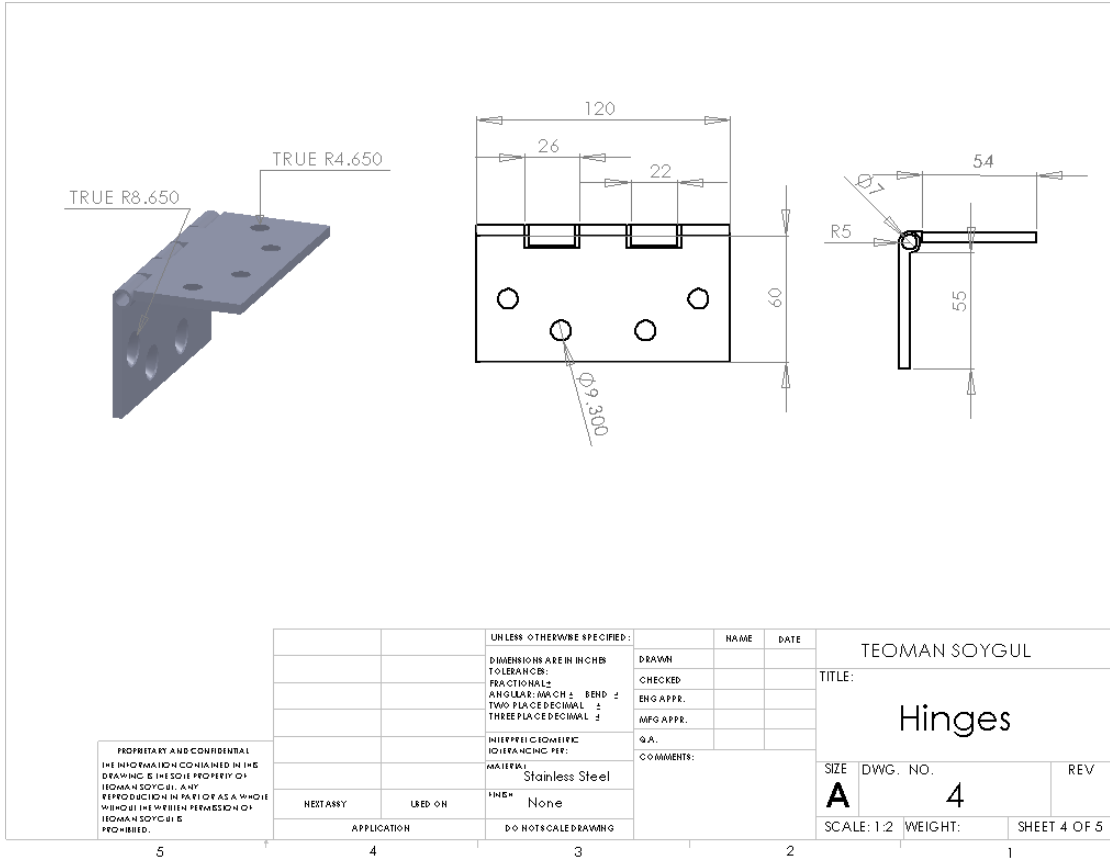 120
26
22
54
TRUE R4.650
TRUE R8.650
Ø7
R5
60
55
Ø9.300
UNLESS OTHERWISE SPECIFIED:
DIMENSIONS ARE IN INCHES
TOLERANCES:
FRACTIONAL±
ANGULAR: MACH± BEND ±
TWO PLACE DECIMAL ±
THREE PLACE DECIMAL ±
INTERPRET GEOMETRIC
TOLERANCING PER:
MATERIAL
Stainless Steel
FINISH
None
DO NOT SCALE DRAWING
NAME DATE
DRAWN
CHECKED
ENG APPR.
MFG APPR.
Q.A.
COMMENTS:
TEOMAN SOYGUL
TITLE:
Hinges
SIZE DWG. NO. REV
A 4
SCALE: 1:2 WEIGHT: SHEET 4 OF 5
PROPRIETARY AND CONFIDENTIAL
THE INFORMATION CONTAINED IN THIS
DRAWING IS THE SOLE PROPERTY OF
TEOMAN SOYGUL. ANY
REPRODUCTION IN PART OR AS A WHOLE
WITHOUT THE WRITTEN PERMISSION OF
TEOMAN SOYGUL IS
PROHIBITED.
NEXT ASSY USED ON
APPLICATION
5 4 3 2 1